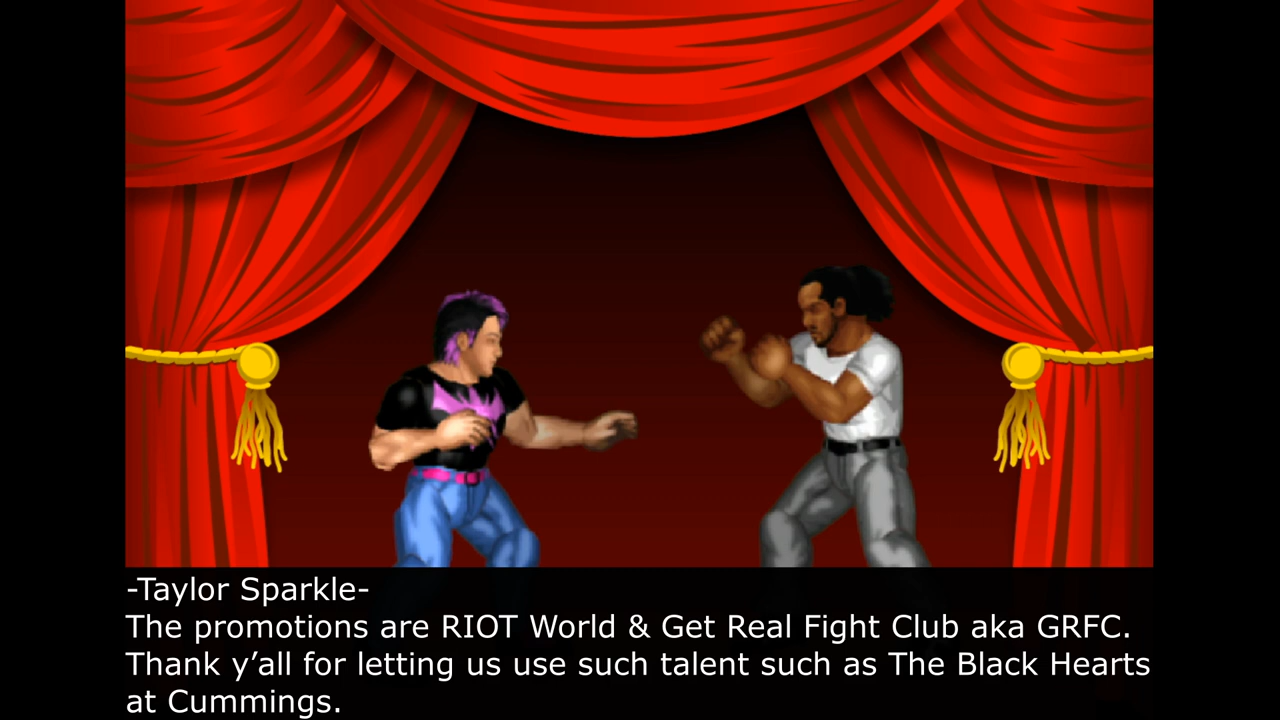 -Taylor Sparkle-
The promotions are RIOT World & Get Real Fight Club aka GRFC.
Thank y’all for letting us use such talent such as The Black Hearts
at Cummings.